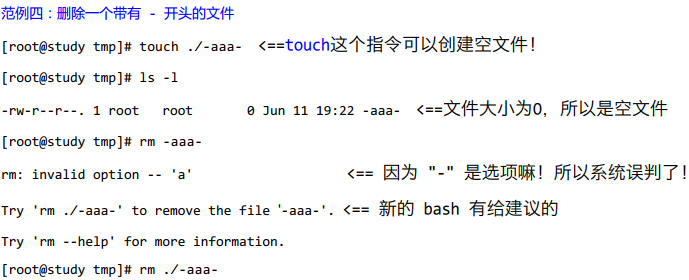 范例四：删除一个带有 - 开头的文件
[root@study tmp]# touch ./-aaa- <==touch这个指令可以创建空文件！
[root@study tmp]# ls -l
-rw-r--r--. 1 root   root       0 Jun 11 19:22 -aaa- <==文件大小为0，所以是空文件
[root@study tmp]# rm -aaa-
rm: invalid option -- 'a'                  <== 因为 "-" 是选项嘛！所以系统误判了！
Try 'rm ./-aaa-' to remove the file '-aaa-'. <== 新的 bash 有给建议的
Try 'rm --help' for more information.
[root@study tmp]# rm ./-aaa-